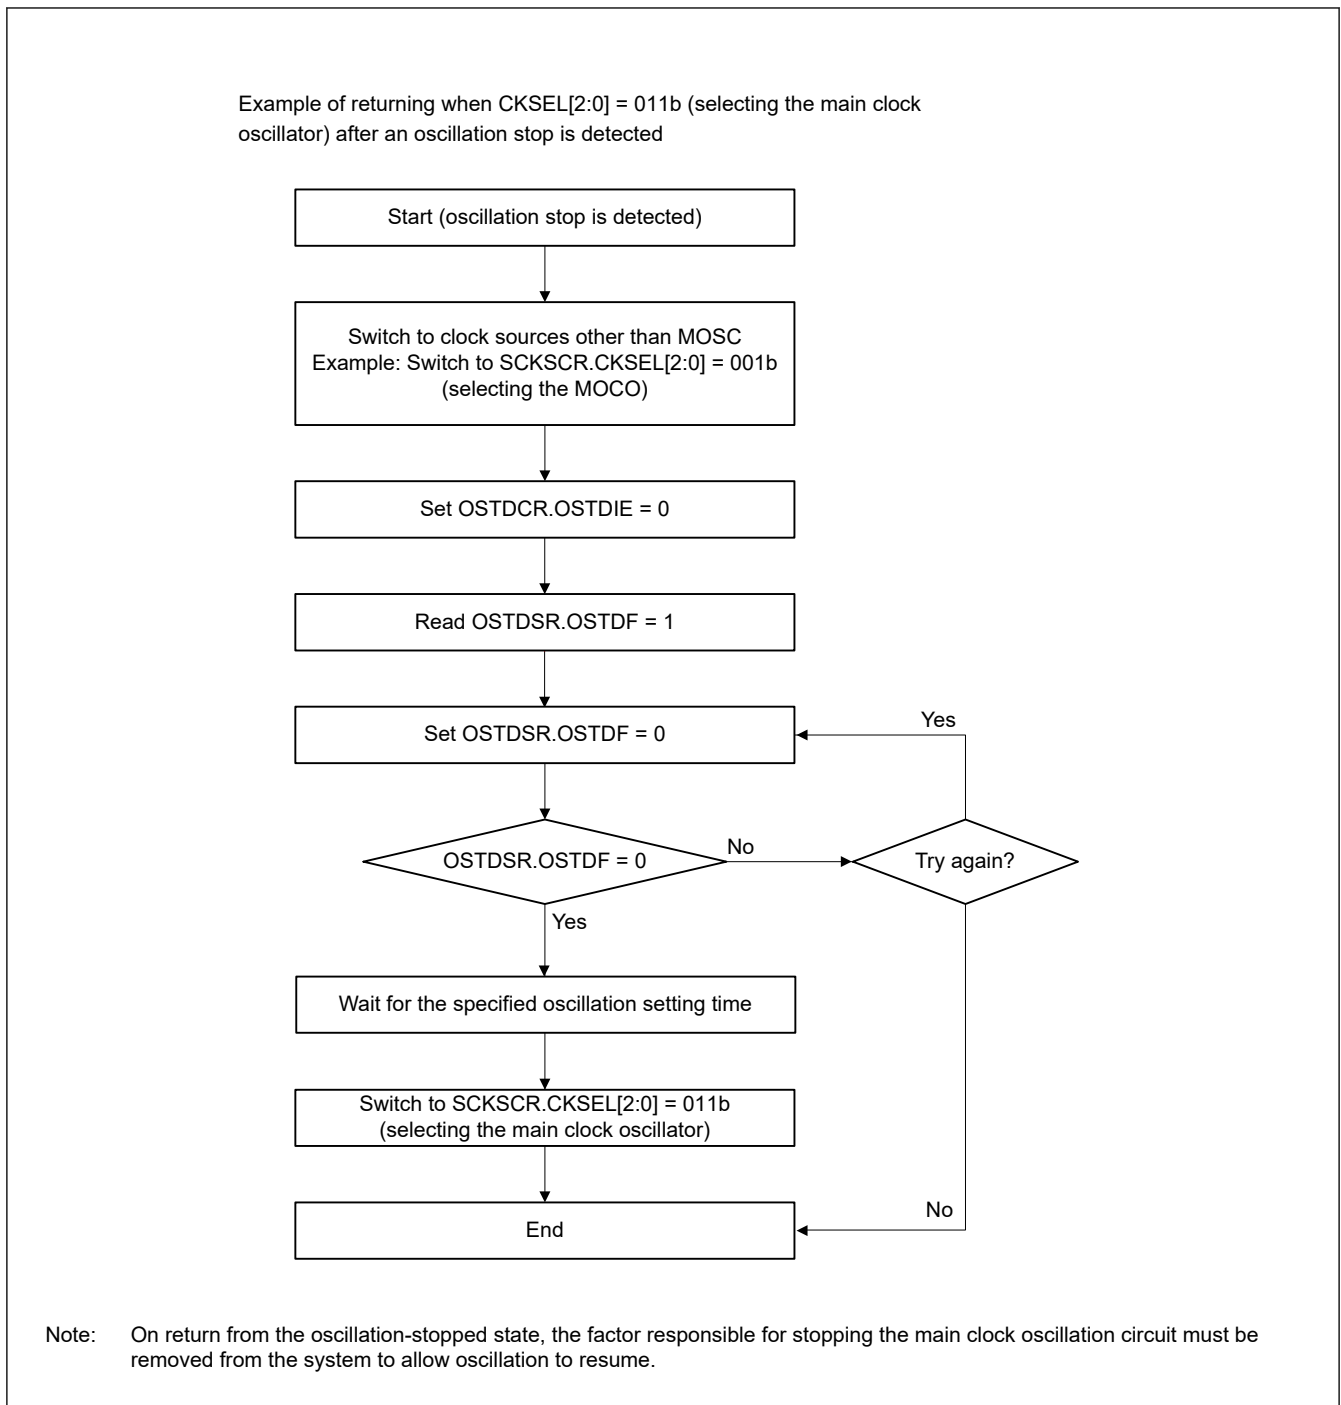 Example of returning when CKSEL[2:0] = 011b (selecting the main clock
oscillator) after an oscillation stop is detected
Start (oscillation stop is detected)
Switch to clock sources other than MOSC
Example: Switch to SCKSCR.CKSEL[2:0] = 001b
(selecting the MOCO)
Set OSTDCR.OSTDIE = 0
Read OSTDSR.OSTDF = 1
Set OSTDSR.OSTDF = 0
Yes
OSTDSR.OSTDF = 0
No
Try again?
Yes
Wait for the specified oscillation setting time
Switch to SCKSCR.CKSEL[2:0] = 011b
(selecting the main clock oscillator)
No
End
Note: On return from the oscillation-stopped state, the factor responsible for stopping the main clock oscillation circuit must be
removed from the system to allow oscillation to resume.